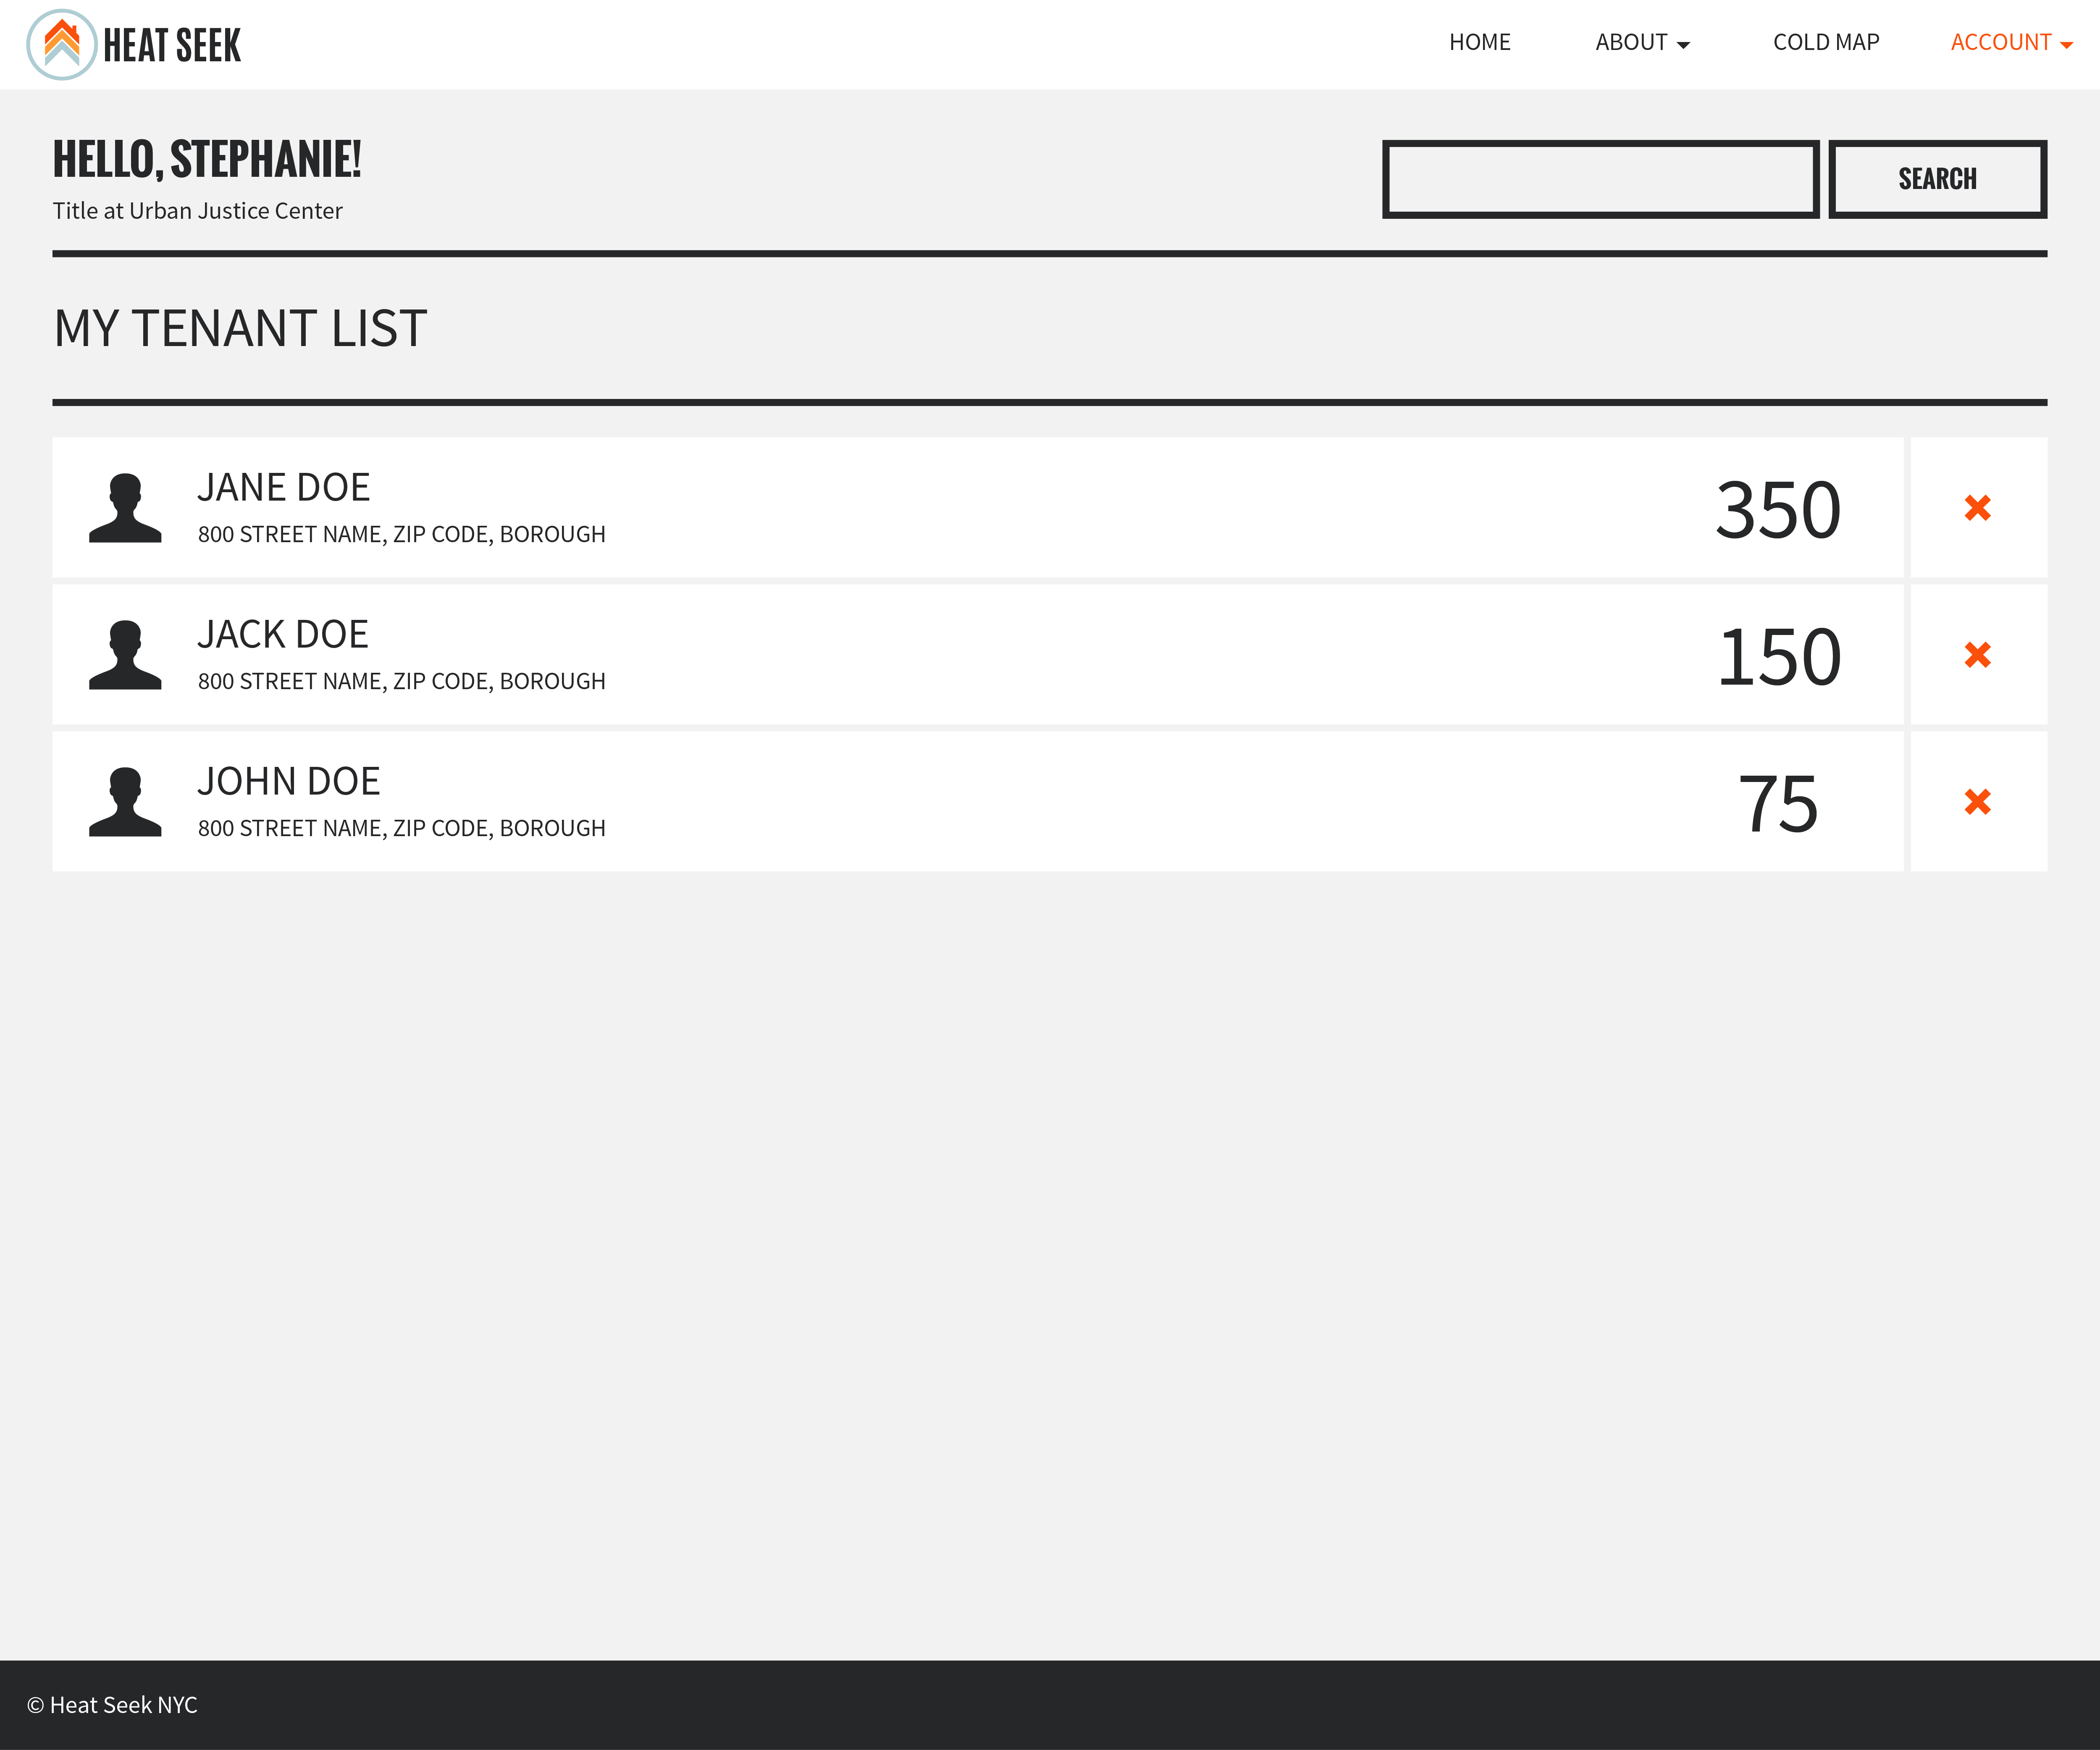 HEAT SEEK
HOME ABOUT COLD MAP ACCOUNT
HELLO, STEPHANIE!
Title at Urban Justice Center
SEARCH
MY TENANT LIST
JANE DOE
800 STREET NAME, ZIP CODE, BOROUGH
350
JACK DOE
800 STREET NAME, ZIP CODE, BOROUGH
150
JOHN DOE
800 STREET NAME, ZIP CODE, BOROUGH
75
© Heat Seek NYC